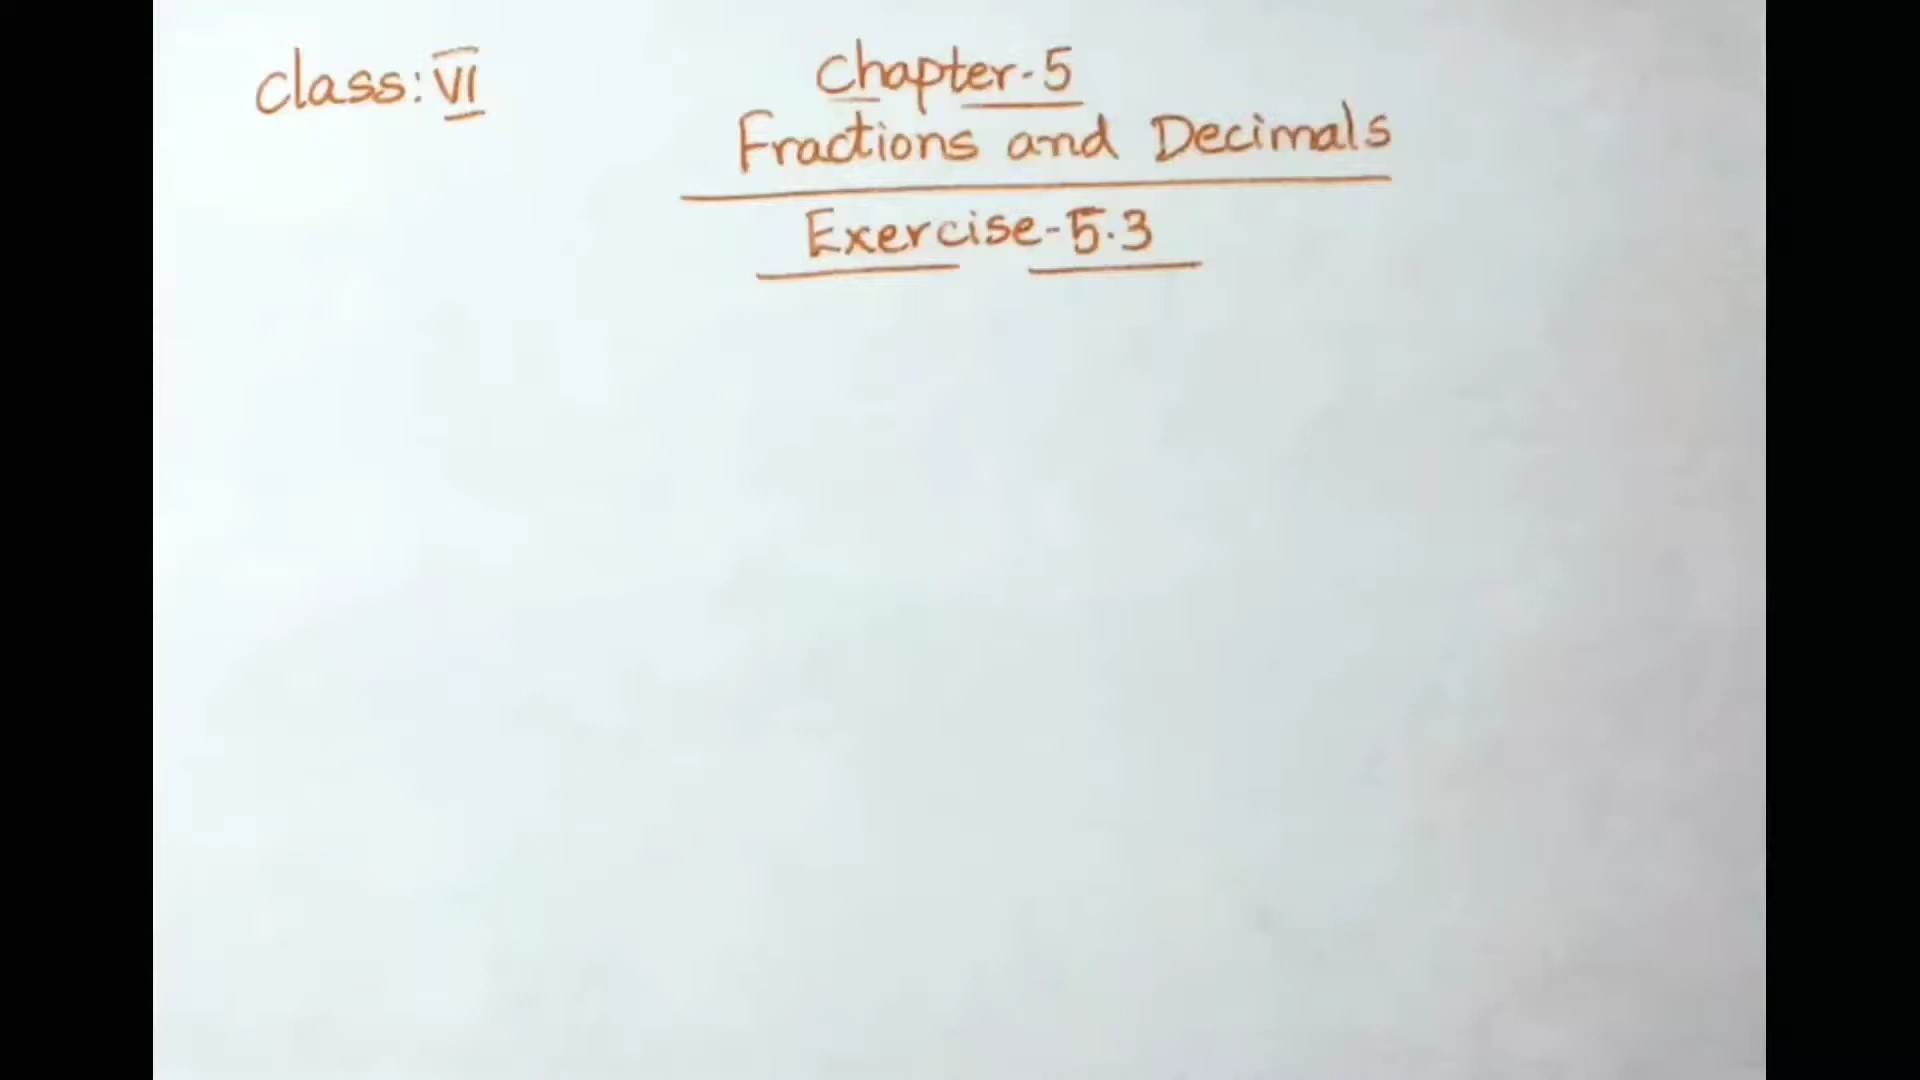 class: VI
Chapter-5
Fractions and Decimals
Exercise-5.3